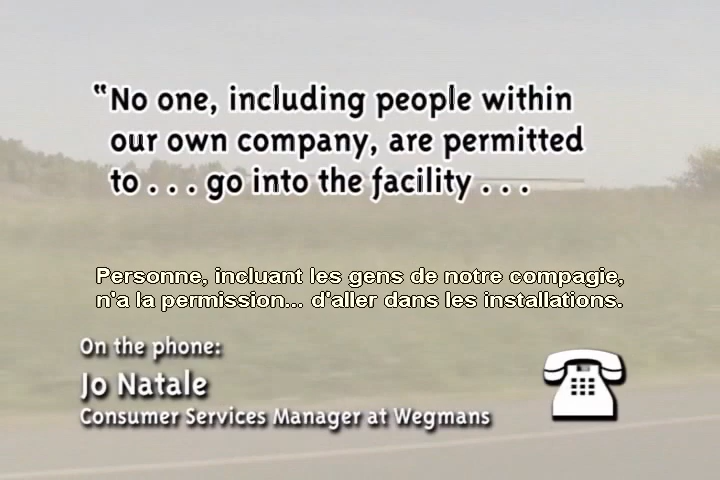 “No one, including people within
our own company, are permitted
to . . . go into the facility . . .
Personne, incluant les gens de notre compagie,
n'a la permission... d'aller dans les installations.
On the phone:
Jo Natale
Consumer Services Manager at Wegmans